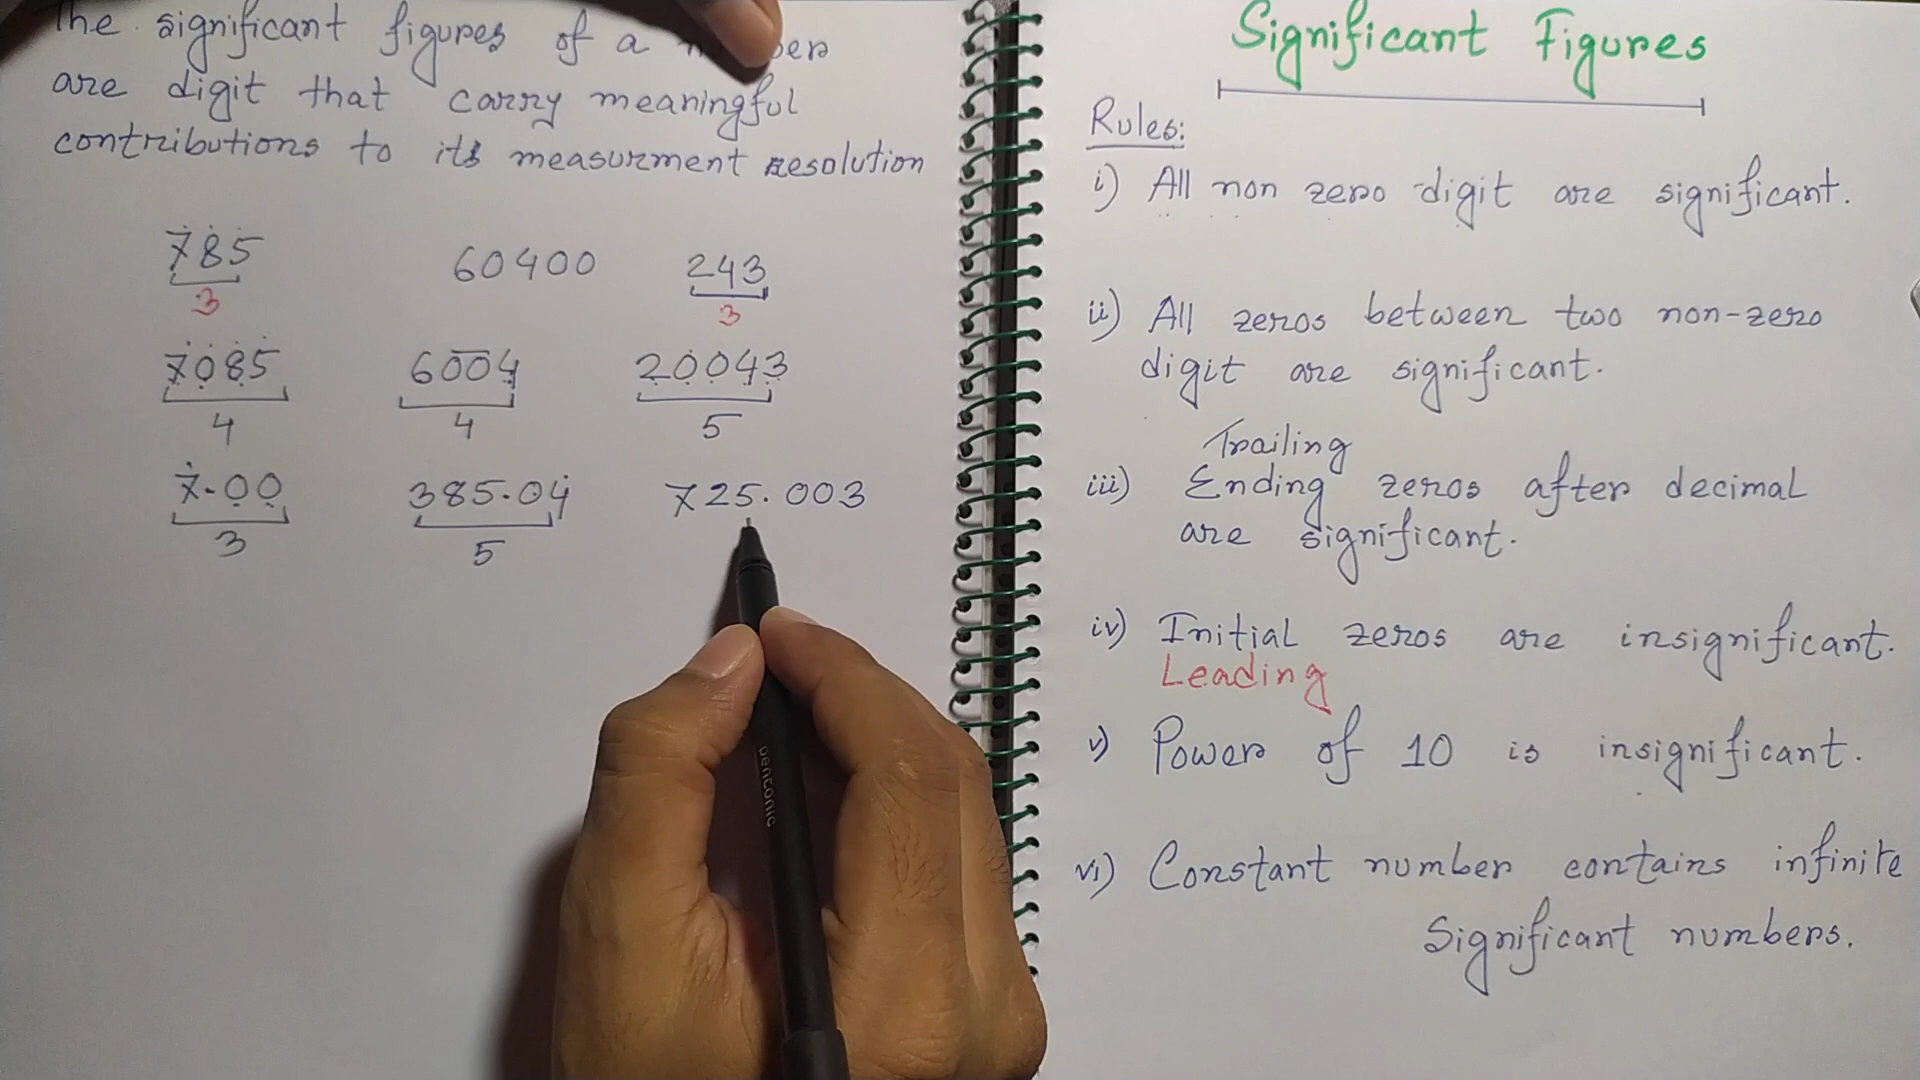 The significant figures of a
are digit that carry meaningful
contributions to its measurment resolution
785 60400 243
3 3
7085 6004 20043
4 4 5
7.00 385.04 725.003
3 5
penconic
Significant Figures
Rules:
i) All non zero digit are significant.
ii) All zeros between two non-zero
digit are significant.
Trailing
iii) Ending zeros after decimal
are significant.
iv) Initial zeros are insignificant.
Leading
v) Power of 10 is insignificant.
vi) Constant number contains infinite
Significant numbers.